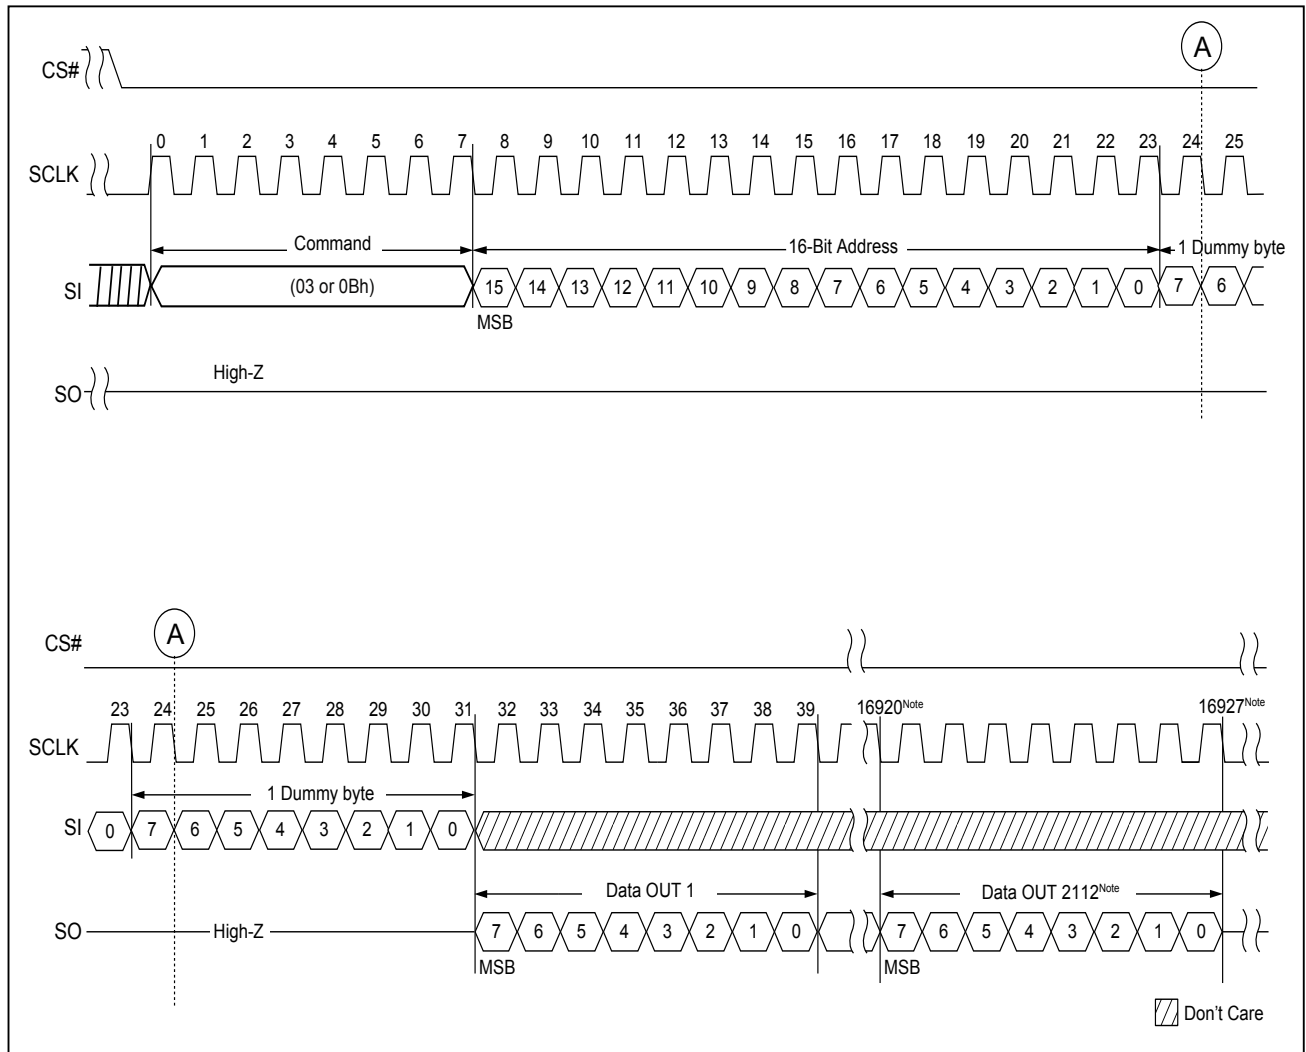 A
CS#
0 1 2 3 4 5 6 7 8 9 10 11 12 13 14 15 16 17 18 19 20 21 22 23 24 25
SCLK
Command 16-Bit Address 1 Dummy byte
SI (03 or 0Bh) 15 14 13 12 11 10 9 8 7 6 5 4 3 2 1 0 7 6
MSB
High-Z
SO
A
CS#
23 24 25 26 27 28 29 30 31 32 33 34 35 36 37 38 39 16920Note 16927Note
SCLK
1 Dummy byte
SI 0 7 6 5 4 3 2 1 0
Data OUT 1 Data OUT 2112Note
SO High-Z 7 6 5 4 3 2 1 0 7 6 5 4 3 2 1 0
MSB MSB
Don't Care